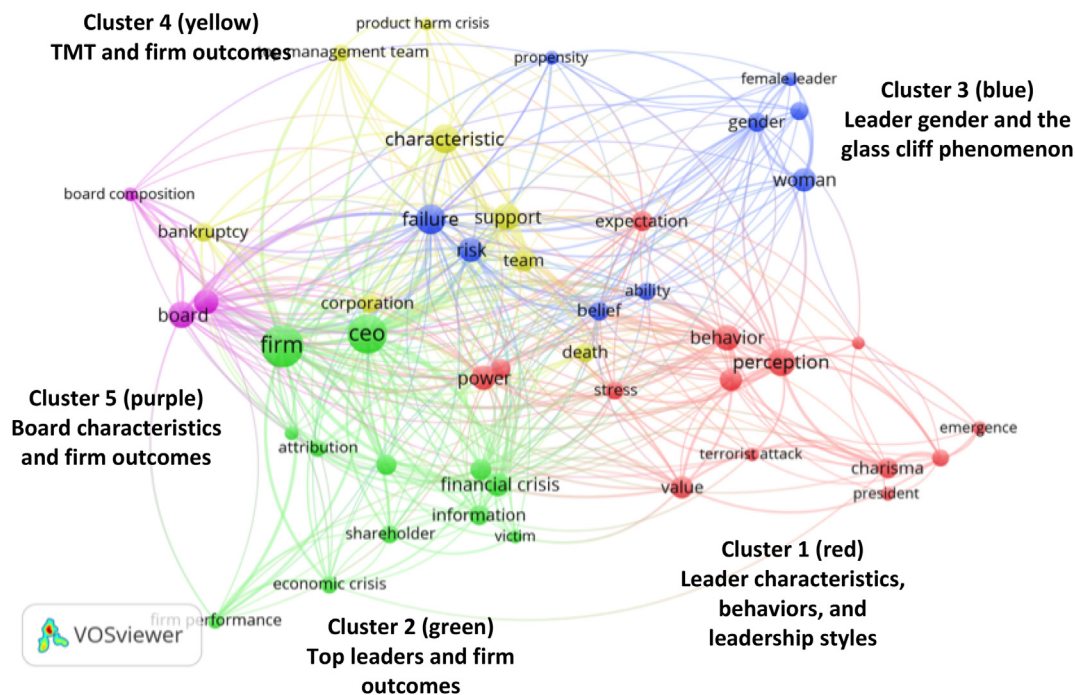 product harm crisis
Cluster 4 (yellow)
TMT and firm outcomes
management team
propensity
female leader
Cluster 3 (blue)
Leader gender and the
glass cliff phenomenon
gender
characteristic
woman
board composition
failure
support
expectation
bankruptcy
risk
team
ability
corporation
belief
board
ceo
firm
behavior
death
perception
power
stress
Cluster 5 (purple)
Board characteristics
and firm outcomes
attribution
emergence
terrorist attack
charisma
financial crisis
value
president
information
shareholder
victim
Cluster 1 (red)
Leader characteristics,
behaviors, and
leadership styles
economic crisis
firm performance
VOSviewer
Cluster 2 (green)
Top leaders and firm
outcomes